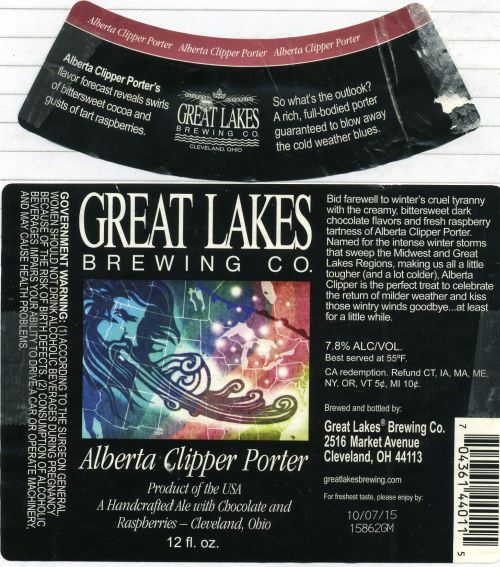 Alberta Clipper Porter Alberta Clipper Porter Alberta Clipper Porter
Alberta Clipper Porter's
flavor forecast reveals swirls
of bittersweet cocoa and
gusts of tart raspberries.
GREAT LAKES
BREWING CO.
CLEVELAND, OHIO
So what's the outlook?
A rich, full-bodied porter
guaranteed to blow away
the cold weather blues.
GOVERNMENT WARNING: (1) ACCORDING TO THE SURGEON GENERAL,
WOMEN SHOULD NOT DRINK ALCOHOLIC BEVERAGES DURING PREGNANCY
BECAUSE OF THE RISK OF BIRTH DEFECTS. (2) CONSUMPTION OF ALCOHOLIC
BEVERAGES IMPAIRS YOUR ABILITY TO DRIVE A CAR OR OPERATE MACHINERY,
AND MAY CAUSE HEALTH PROBLEMS.
GREAT LAKES
BREWING CO.
Alberta Clipper Porter
Product of the USA
A Handcrafted Ale with Chocolate and
Raspberries – Cleveland, Ohio
12 fl. oz.
Bid farewell to winter's cruel tyranny
with the creamy, bittersweet dark
chocolate flavors and fresh raspberry
tartness of Alberta Clipper Porter.
Named for the intense winter storms
that sweep the Midwest and Great
Lakes Regions, making us all a little
tougher (and a lot colder), Alberta
Clipper is the perfect treat to celebrate
the return of milder weather and kiss
those wintry winds goodbye...at least
for a little while.
7.8% ALC/VOL.
Best served at 55ºF.
CA redemption. Refund CT, IA, MA, ME,
NY, OR, VT 5¢, MI 10¢.
Brewed and bottled by:
Great Lakes® Brewing Co.
2516 Market Avenue
Cleveland, OH 44113
greatlakesbrewing.com
For freshest taste, please enjoy by:
10/07/15
15862GM
7 04361 44011 5